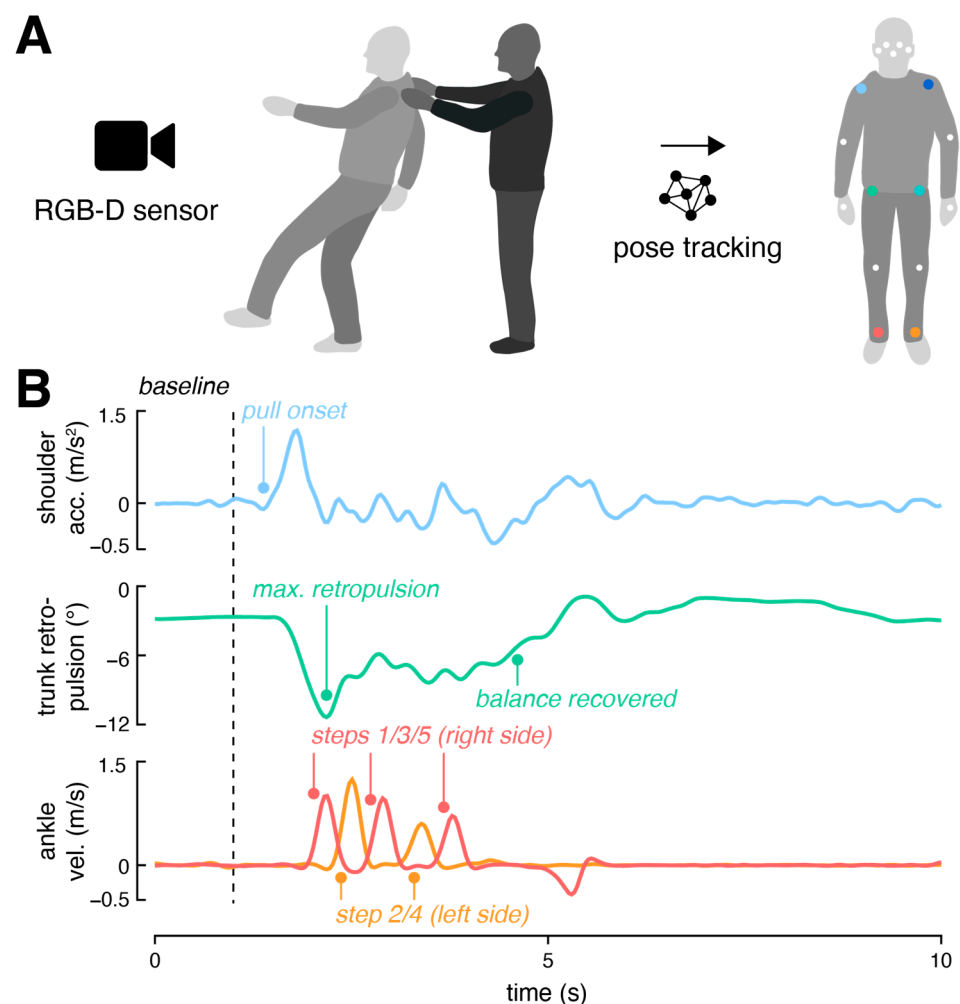 A
RGB-D sensor
pose tracking
B
baseline
pull onset
1.5
0
−0.5
shoulder
acc. (m/s²)
max. retropulsion
0
−6
−12
trunk retro-
pulsion (°)
balance recovered
steps 1/3/5 (right side)
1.5
0
−0.5
ankle
vel. (m/s)
step 2/4 (left side)
0
5
10
time (s)